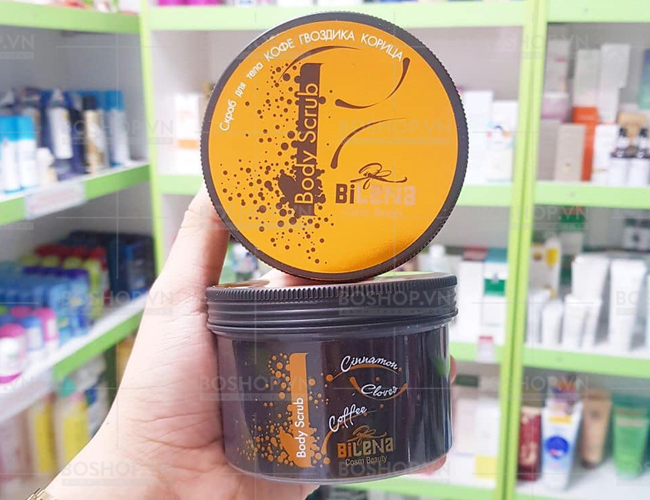 Скраб для тела КОФЕ ГВОЗДИКА КОРИЦА
Body Scrub
BiLENA
Cosm Beauty
Cinnamon
Cloves
Coffee
Body Scrub
BiLENA
Cosm Beauty
BOSHOP.VN